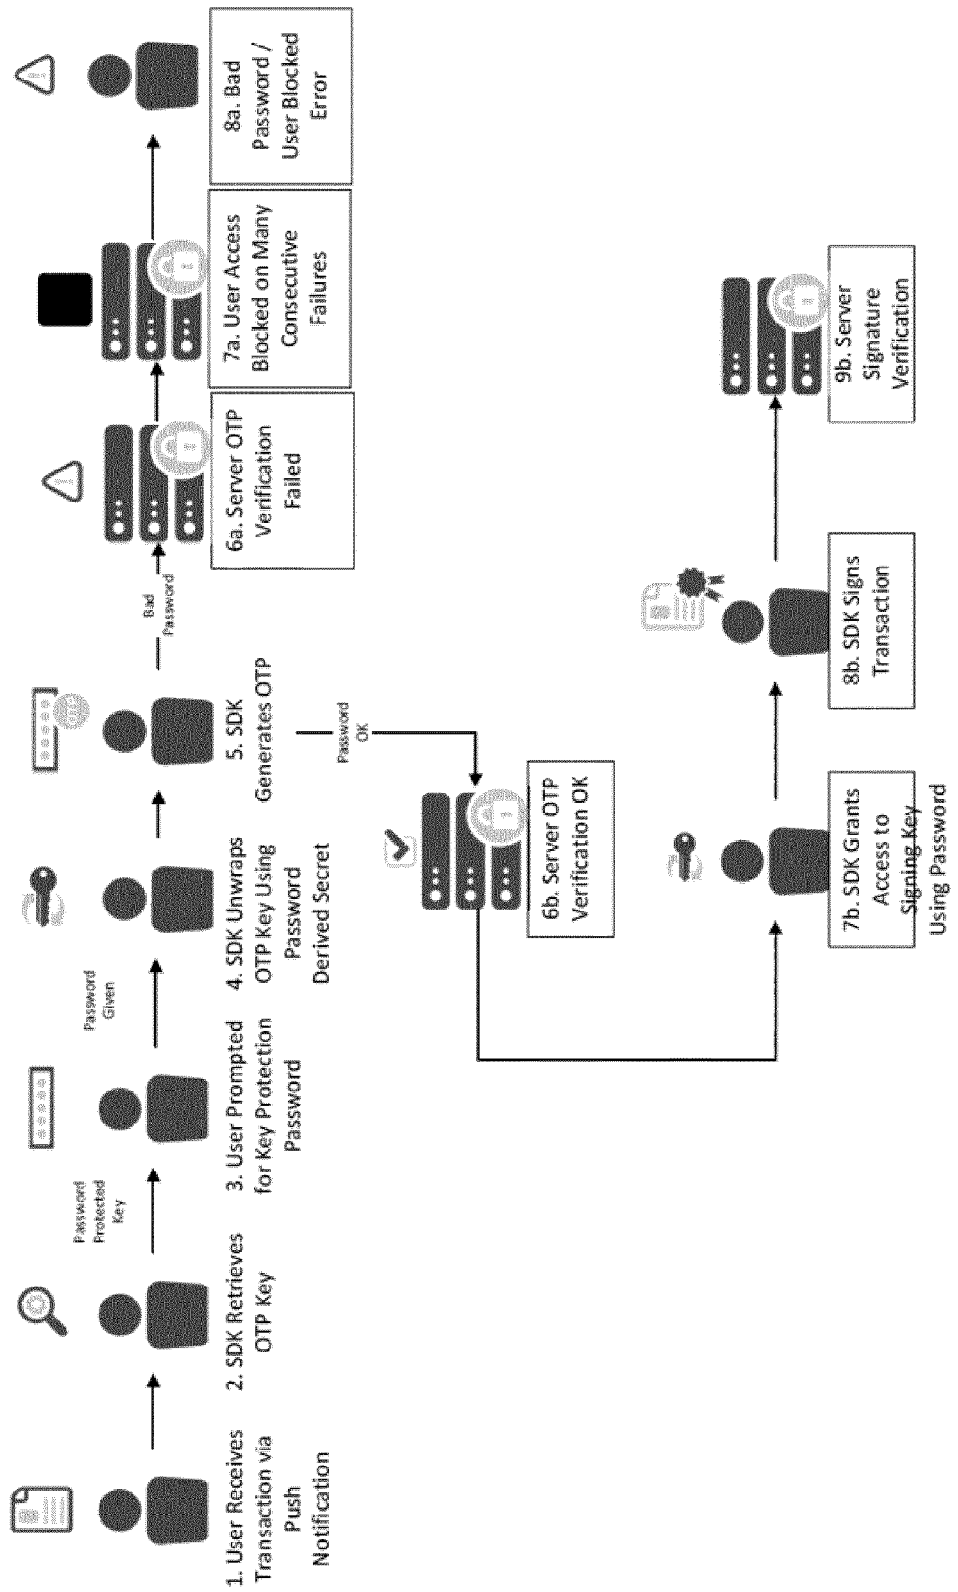 1. User Receives
Transaction via
Push
Notification
2. SDK Retrieves
OTP Key
Password
Protected
Key
3. User Prompted
for Key Protection
Password
Password
Given
4. SDK Unwraps
OTP Key Using
Password
Derived Secret
5. SDK
Generates OTP
Bad
Password
6a. Server OTP
Verification
Failed
7a. User Access
Blocked on Many
Consecutive
Failures
8a. Bad
Password /
User Blocked
Error
Password
OK
6b. Server OTP
Verification OK
7b. SDK Grants
Access to
Signing Key
Using Password
8b. SDK Signs
Transaction
9b. Server
Signature
Verification